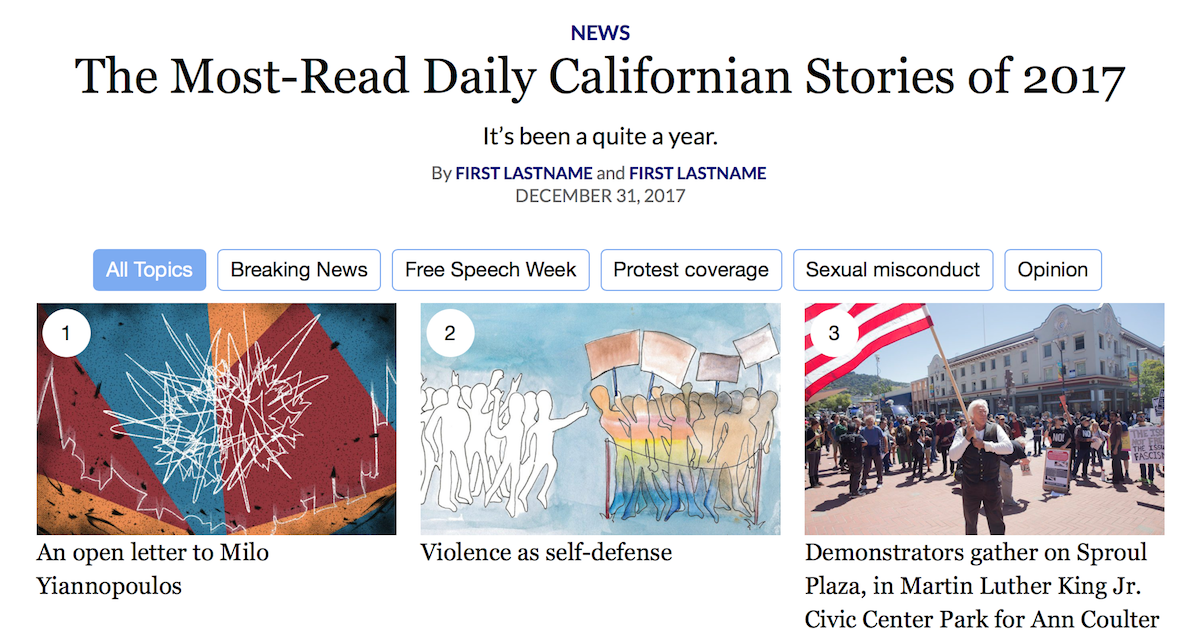 NEWS
The Most-Read Daily Californian Stories of 2017
It's been a quite a year.
By FIRST LASTNAME and FIRST LASTNAME
DECEMBER 31, 2017
All Topics
Breaking News
Free Speech Week
Protest coverage
Sexual misconduct
Opinion
1
2
3
NO!
NO
An open letter to Milo
Yiannopoulos
Violence as self-defense
Demonstrators gather on Sproul
Plaza, in Martin Luther King Jr.
Civic Center Park for Ann Coulter